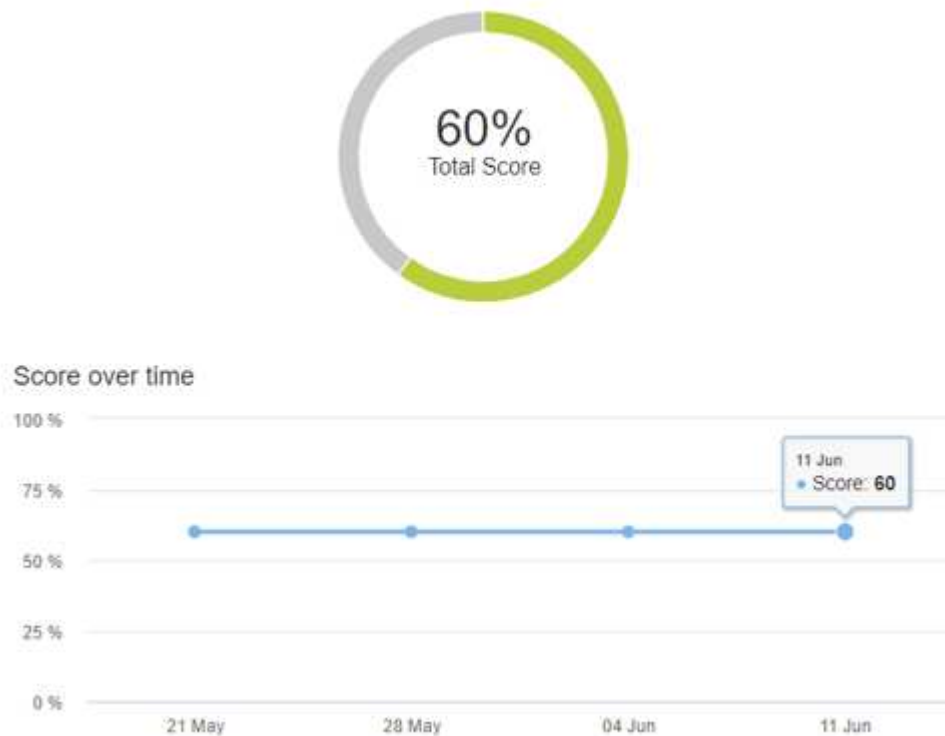 60%
Total Score
Score over time
100 %
75 %
50 %
25 %
0 %
11 Jun
• Score: 60
21 May
28 May
04 Jun
11 Jun